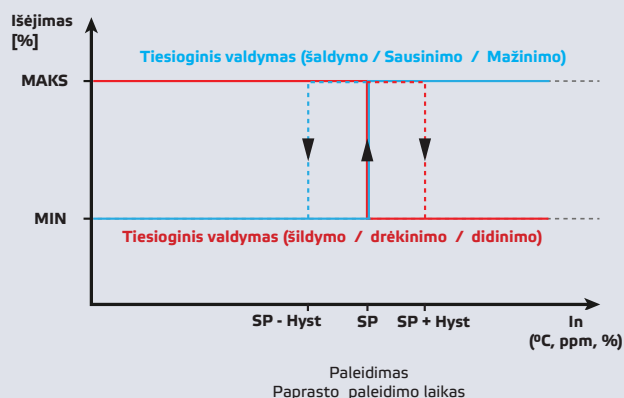 Išėjimas
[%]
Tiesioginis valdymas (šaldymo / Sausinimo / Mažinimo)
MAKS
MIN
Tiesioginis valdymas (šildymo / drėkinimo / didinimo)
SP - Hyst
SP
SP + Hyst
In
(ºC, ppm, %)
Paleidimas
Paprasto paleidimo laikas